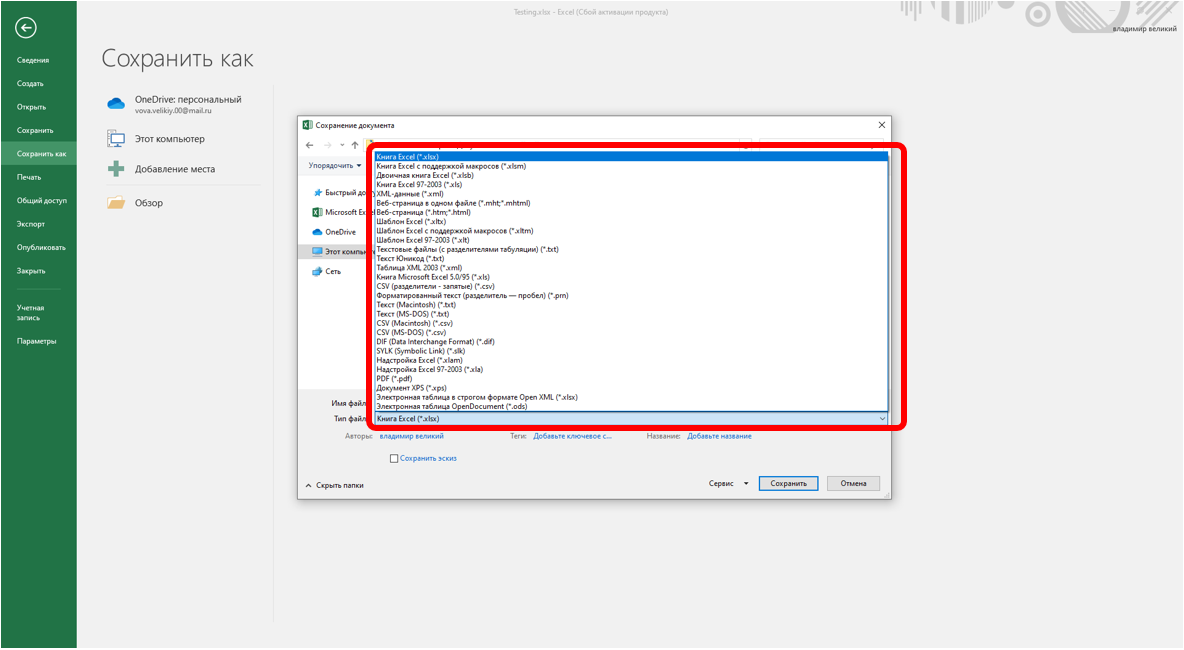 Testing.xlsx - Excel (Сбой активации продукта)
владимир великий
Сведения
Создать
Открыть
Сохранить
Сохранить как
Печать
Общий доступ
Экспорт
Опубликовать
Закрыть
Учетная
запись
Параметры
Сохранить как
OneDrive: персональный
vova.velikiy.00@mail.ru
Этот компьютер
Добавление места
Обзор
Сохранение документа
Упорядочить
Быстрый до
Microsoft Excel
OneDrive
Этот компью
Сеть
Книга Excel (*.xlsx)
Книга Excel с поддержкой макросов (*.xlsm)
Двоичная книга Excel (*.xlsb)
Книга Excel 97-2003 (*.xls)
XML-данные (*.xml)
Веб-страница в одном файле (*.mht;*.mhtml)
Веб-страница (*.htm;*.html)
Шаблон Excel (*.xltx)
Шаблон Excel с поддержкой макросов (*.xltm)
Шаблон Excel 97-2003 (*.xlt)
Текстовые файлы (с разделителями табуляции) (*.txt)
Текст Юникод (*.txt)
Таблица XML 2003 (*.xml)
Книга Microsoft Excel 5.0/95 (*.xls)
CSV (разделители - запятые) (*.csv)
Форматированный текст (разделитель — пробел) (*.prn)
Текст (Macintosh) (*.txt)
Текст (MS-DOS) (*.txt)
CSV (Macintosh) (*.csv)
CSV (MS-DOS) (*.csv)
DIF (Data Interchange Format) (*.dif)
SYLK (Symbolic Link) (*.slk)
Надстройка Excel (*.xlam)
Надстройка Excel 97-2003 (*.xla)
PDF (*.pdf)
Документ XPS (*.xps)
Электронная таблица в строгом формате Open XML (*.xlsx)
Электронная таблица OpenDocument (*.ods)
Имя файл
Тип файл Книга Excel (*.xlsx)
Авторы: владимир великий Теги: Добавьте ключевое с... Название: Добавьте название
Сохранить эскиз
Скрыть папки Сервис Сохранить Отмена